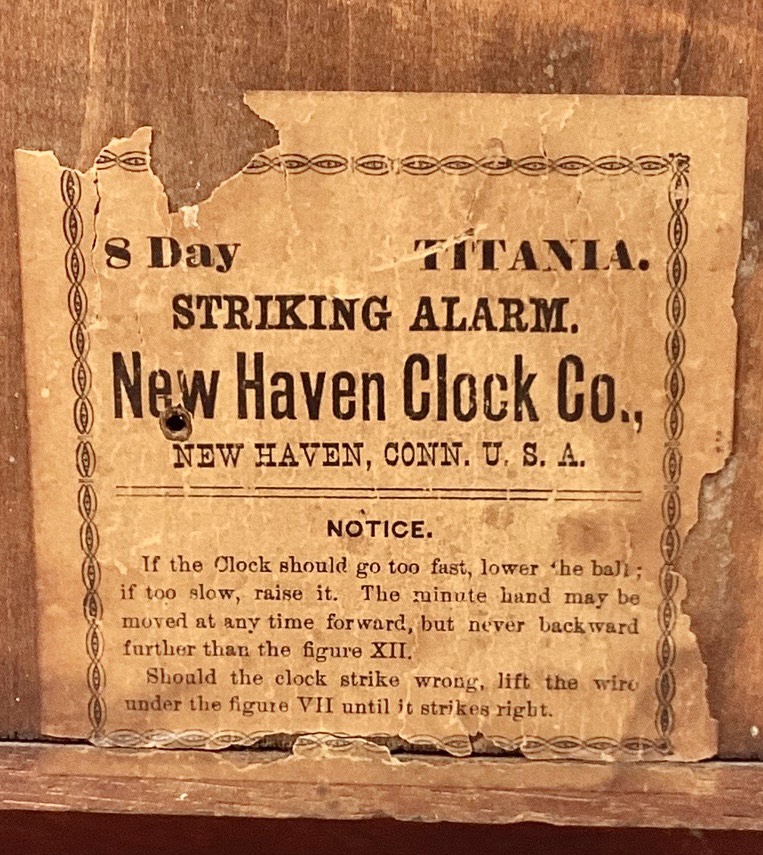 8 Day TITANIA.
STRIKING ALARM.
New Haven Clock Co.,
NEW HAVEN, CONN. U. S. A.
NOTICE.
If the Clock should go too fast, lower the ball;
if too slow, raise it. The minute hand may be
moved at any time forward, but never backward
further than the figure XII.
Should the clock strike wrong, lift the wire
under the figure VII until it strikes right.